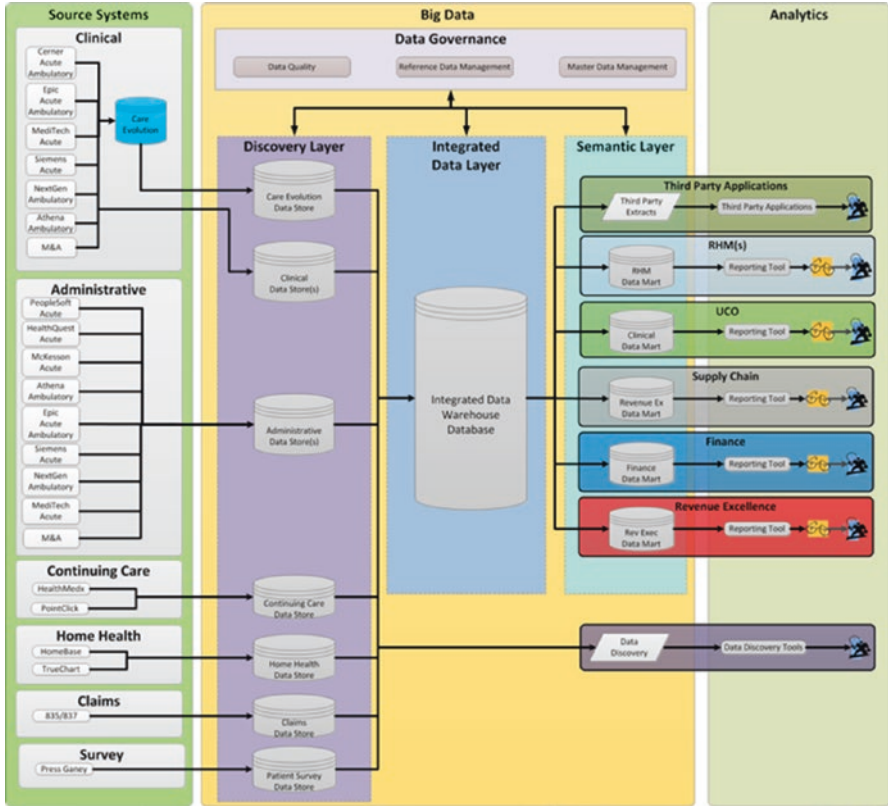 Source Systems
Clinical
Cerner
Acute
Ambulatory
Epic
Acute
Ambulatory
MediTech
Acute
Siemens
Acute
NextGen
Ambulatory
Athena
Ambulatory
M&A
Care
Evolution
Administrative
PeopleSoft
Acute
HealthQuest
Acute
McKesson
Acute
Athena
Ambulatory
Epic
Acute
Ambulatory
Siemens
Acute
NextGen
Ambulatory
MediTech
Acute
M&A
Continuing Care
HealthMedx
PointClick
Home Health
HomeBase
TrueChart
Claims
835/837
Survey
Press Ganey
Big Data
Data Governance
Data Quality
Reference Data Management
Master Data Management
Discovery Layer
Care Evolution
Data Store
Clinical
Data Store(s)
Administrative
Data Store(s)
Continuing Care
Data Store
Home Health
Data Store
Claims
Data Store
Patient Survey
Data Store
Integrated
Data Layer
Integrated Data
Warehouse
Database
Semantic Layer
Analytics
Third Party Applications
Third Party
Extracts
Third Party Applications
RHM(s)
RHM
Data Mart
Reporting Tool
UCO
Clinical
Data Mart
Reporting Tool
Supply Chain
Revenue Ex
Data Mart
Reporting Tool
Finance
Finance
Data Mart
Reporting Tool
Revenue Excellence
Rev Exec
Data Mart
Reporting Tool
Data
Discovery
Data Discovery Tools